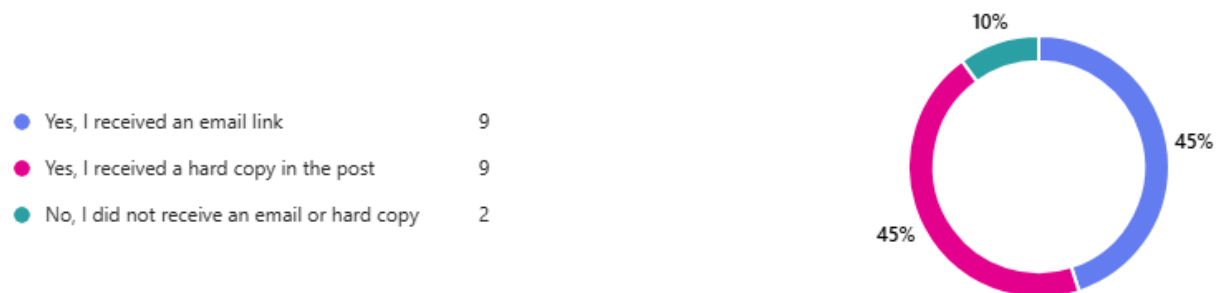 10%
Yes, I received an email link 9
45%
Yes, I received a hard copy in the post 9
No, I did not receive an email or hard copy 2
45%